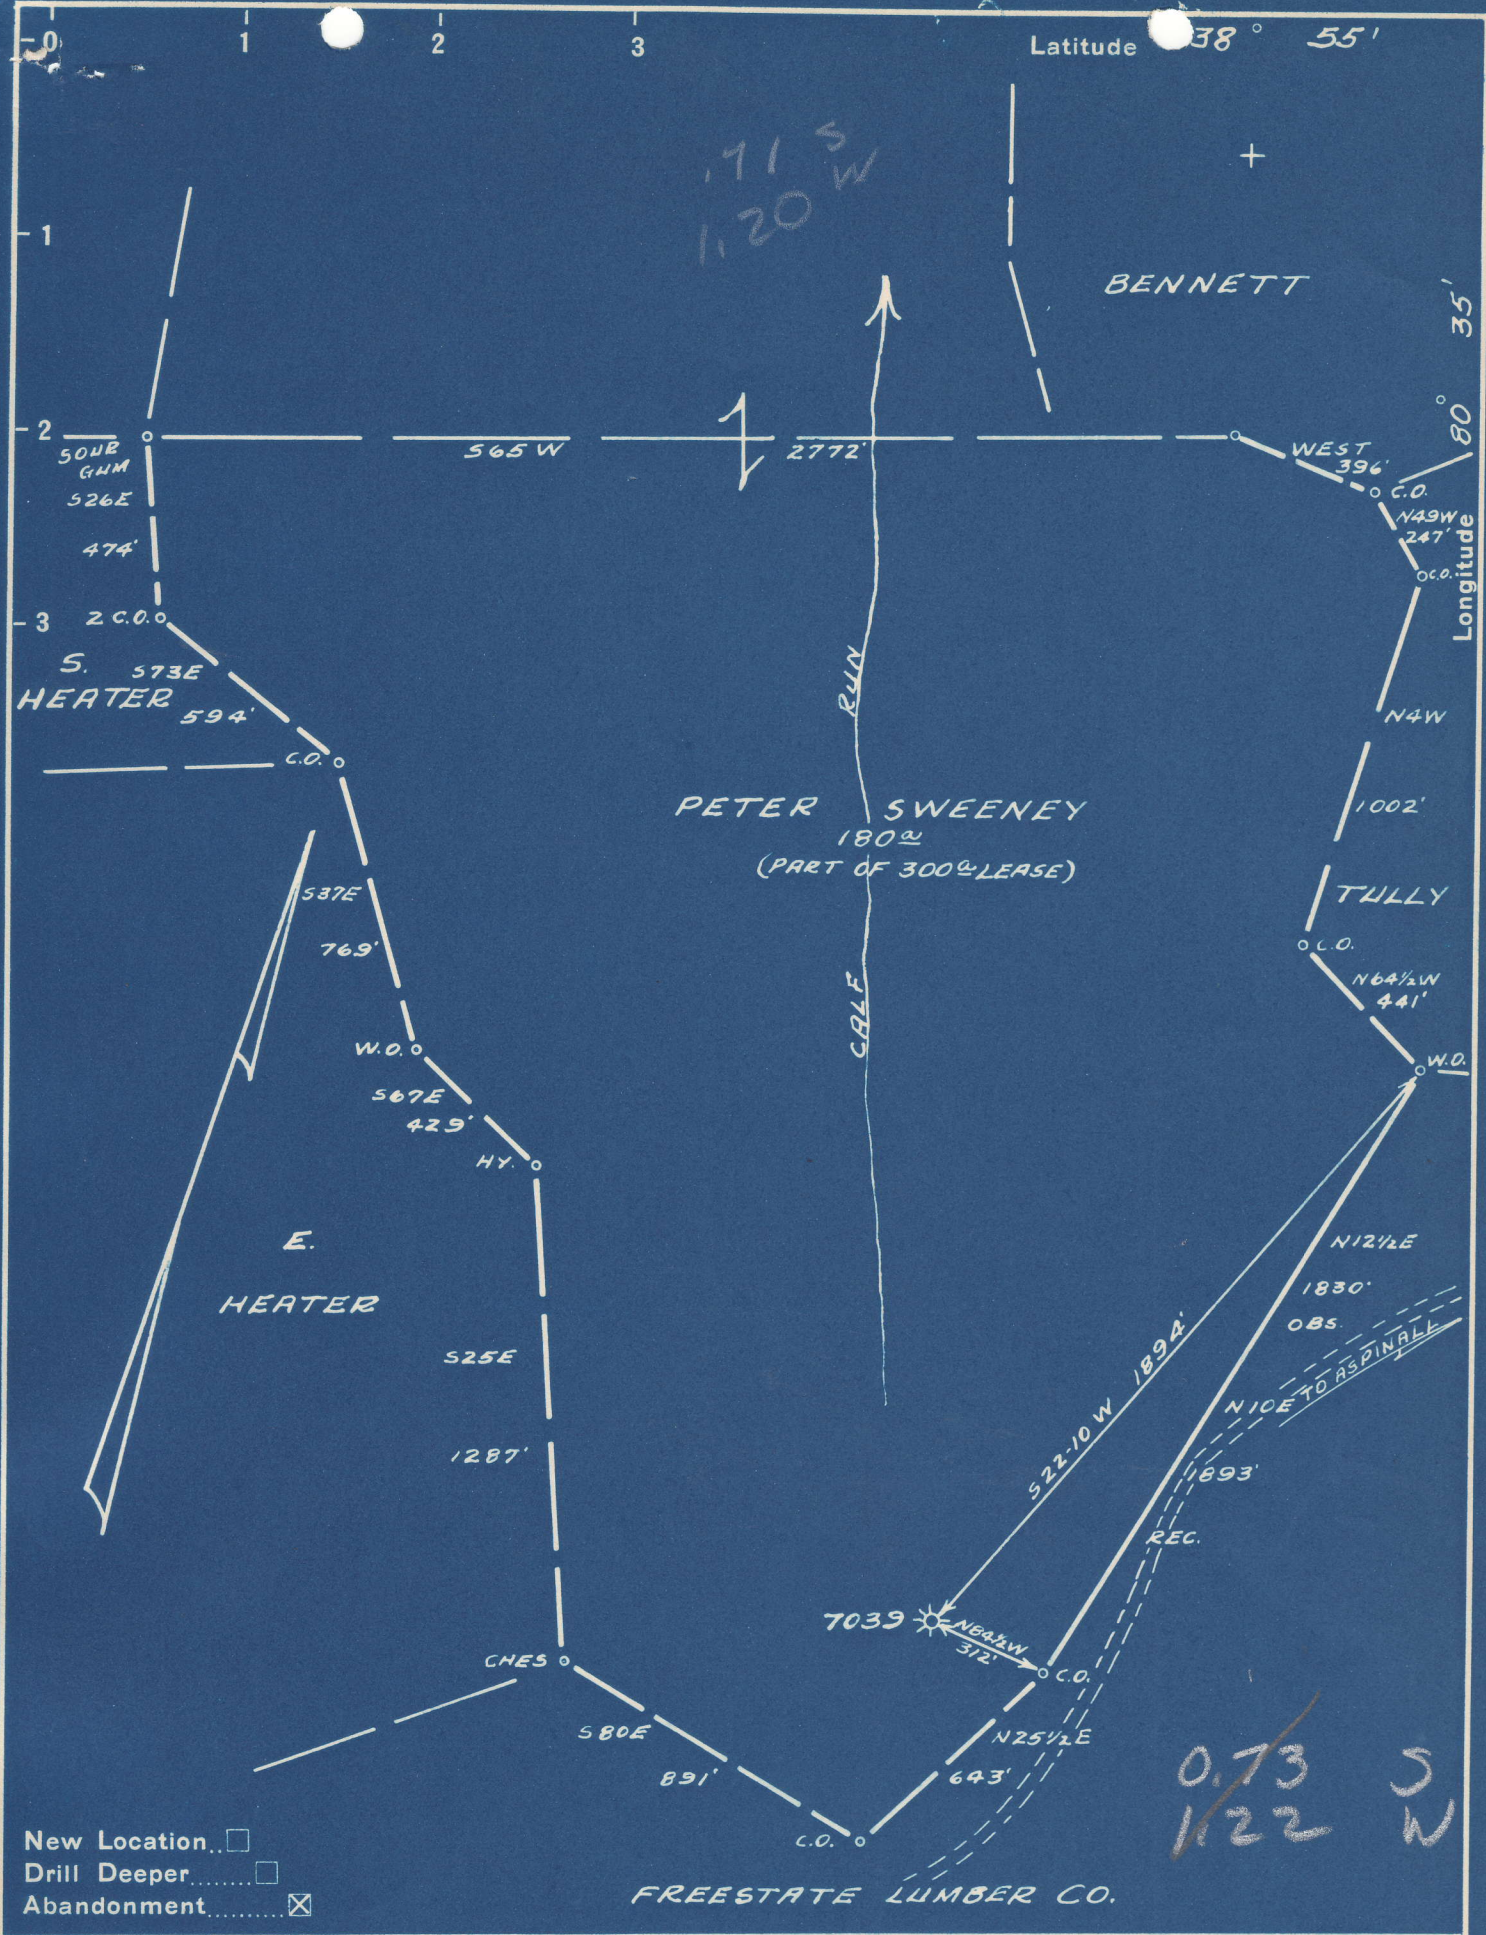 0 1 2 3
Latitude 38° 55'
.71 S
1.20 W
1
BENNETT
Longitude 80° 35'
2
SOUR
GUM
S65W 2772'
WEST
396'
C.O.
S26E
474'
N49W
247'
C.O.
3
2 C.O.
S.
HEATER
S73E
594'
C.O.
RUN
N4W
1002'
PETER SWEENEY
180 a
(PART OF 300 a LEASE)
TULLY
S37E
769'
C.O.
N64½W
441'
CALF
W.O.
W.O.
S67E
429'
HY.
E.
HEATER
N12½E
1830'
OBS.
S25E
1287'
S22-10W 1894'
TO ASPINALL
N10E
1893'
REC.
7039
N84½W
312'
C.O.
CHES
S80E
891'
N25½E
643'
0.73 S
1.22 W
C.O.
New Location..
Drill Deeper........
Abandonment.......... X
FREESTATE LUMBER CO.